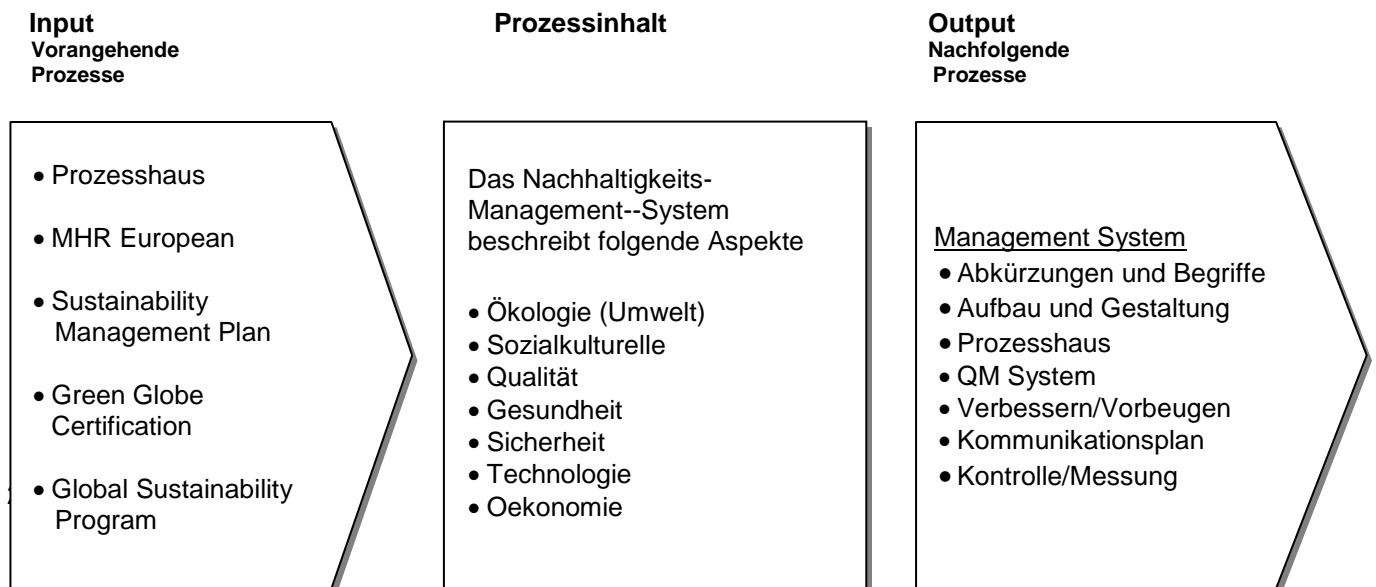 Input
Vorangehende
Prozesse
Prozessinhalt
Output
Nachfolgende
Prozesse
• Prozesshaus
• MHR European
• Sustainability
Management Plan
• Green Globe
Certification
• Global Sustainability
Program
Das Nachhaltigkeits-
Management--System
beschreibt folgende Aspekte
• Ökologie (Umwelt)
• Sozialkulturelle
• Qualität
• Gesundheit
• Sicherheit
• Technologie
• Oekonomie
Management System
• Abkürzungen und Begriffe
• Aufbau und Gestaltung
• Prozesshaus
• QM System
• Verbessern/Vorbeugen
• Kommunikationsplan
• Kontrolle/Messung